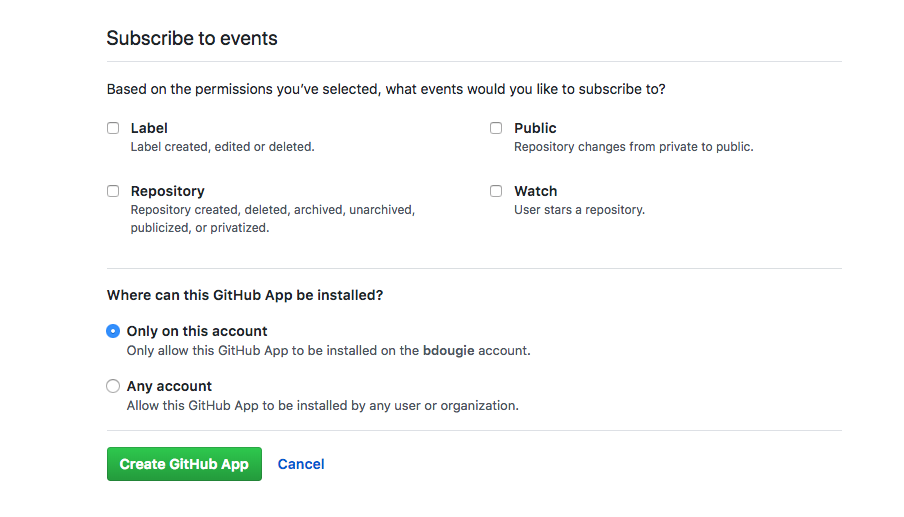 Subscribe to events
Based on the permissions you’ve selected, what events would you like to subscribe to?
Label
Label created, edited or deleted.
Public
Repository changes from private to public.
Repository
Repository created, deleted, archived, unarchived,
publicized, or privatized.
Watch
User stars a repository.
Where can this GitHub App be installed?
Only on this account
Only allow this GitHub App to be installed on the bdougie account.
Any account
Allow this GitHub App to be installed by any user or organization.
Create GitHub App Cancel